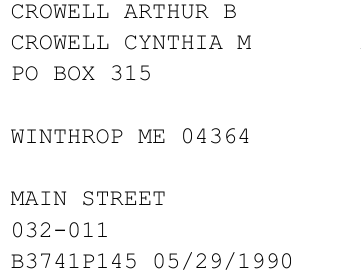 CROWELL ARTHUR B
CROWELL CYNTHIA M
PO BOX 315
WINTHROP ME 04364
MAIN STREET
032-011
B3741P145 05/29/1990